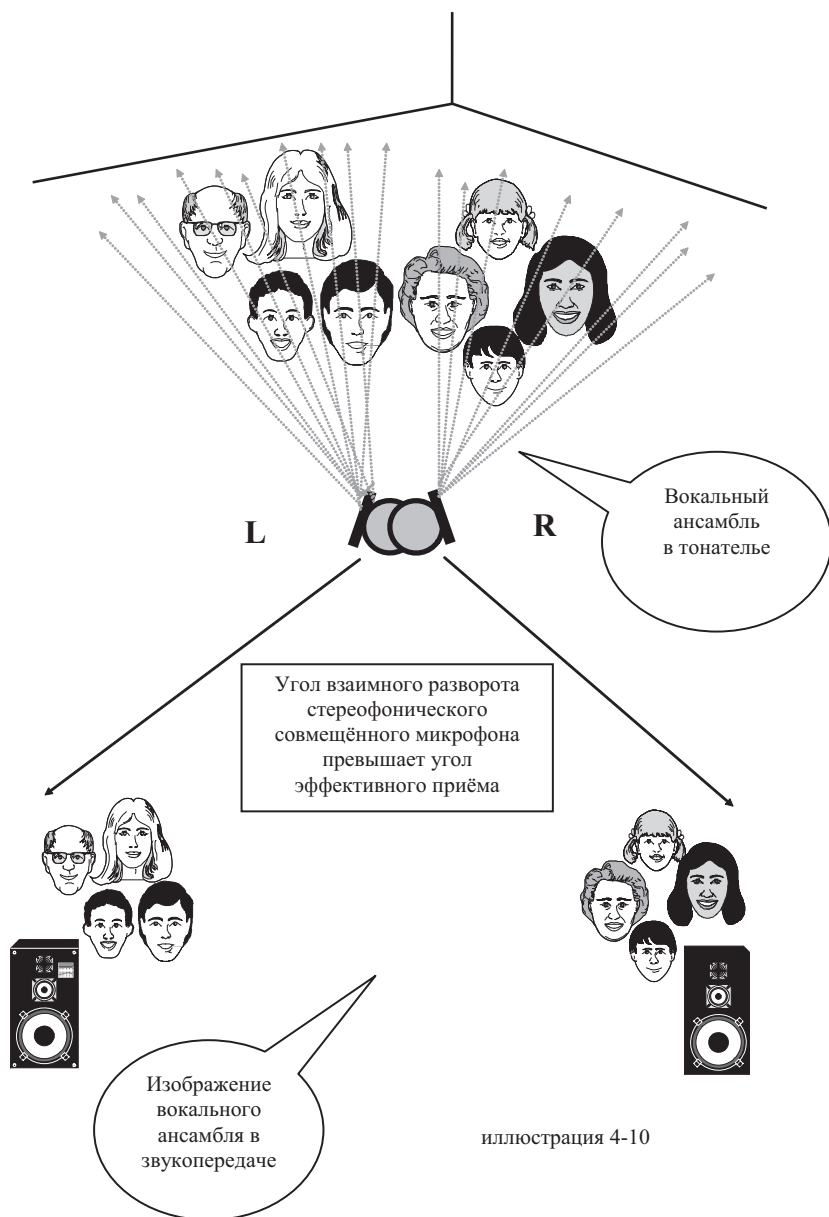 Вокальный
ансамбль
в тонателье
L
R
Угол взаимного разворота
стереофонического
совмещённого микрофона
превышает угол
эффективного приёма
Изображение
вокального
ансамбля в
звукопередаче
иллюстрация 4-10